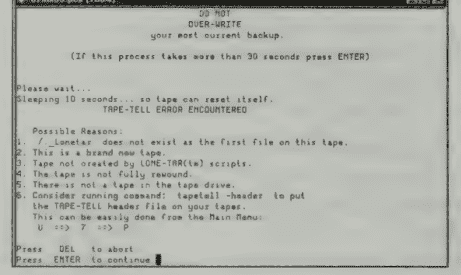 DO NOT
OVER-WRITE
your most current backup.
(If this process takes more than 30 seconds press ENTER)
Please wait...
Sleeping 10 seconds... so tape can reset itself.
TAPE-TELL ERROR ENCOUNTERED
Possible Reasons:
1. /._Lonetar does not exist as the first file on this tape.
2. This is a brand new tape.
3. Tape not created by LONE-TAR(tm) scripts.
4. The tape is not fully rewound.
5. There is not a tape in the tape drive.
6. Consider running command: tapetell -header to put
the TAPE-TELL header file on your tapes.
This can be easily done from the Main Menu:
U ==> 7 ==> P
Press DEL to abort
Press ENTER to continue